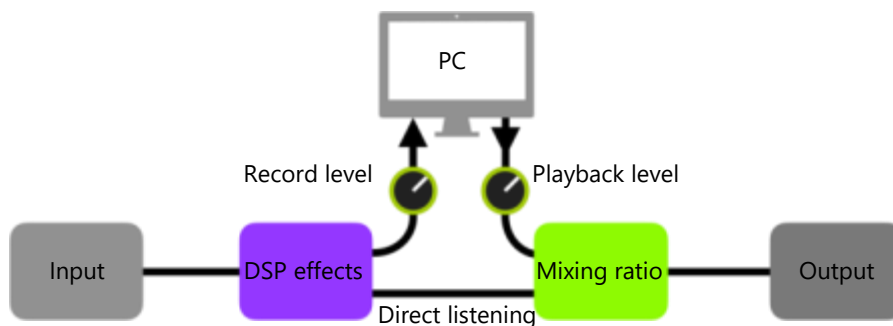 PC
Record level
Playback level
Input
DSP effects
Mixing ratio
Output
Direct listening